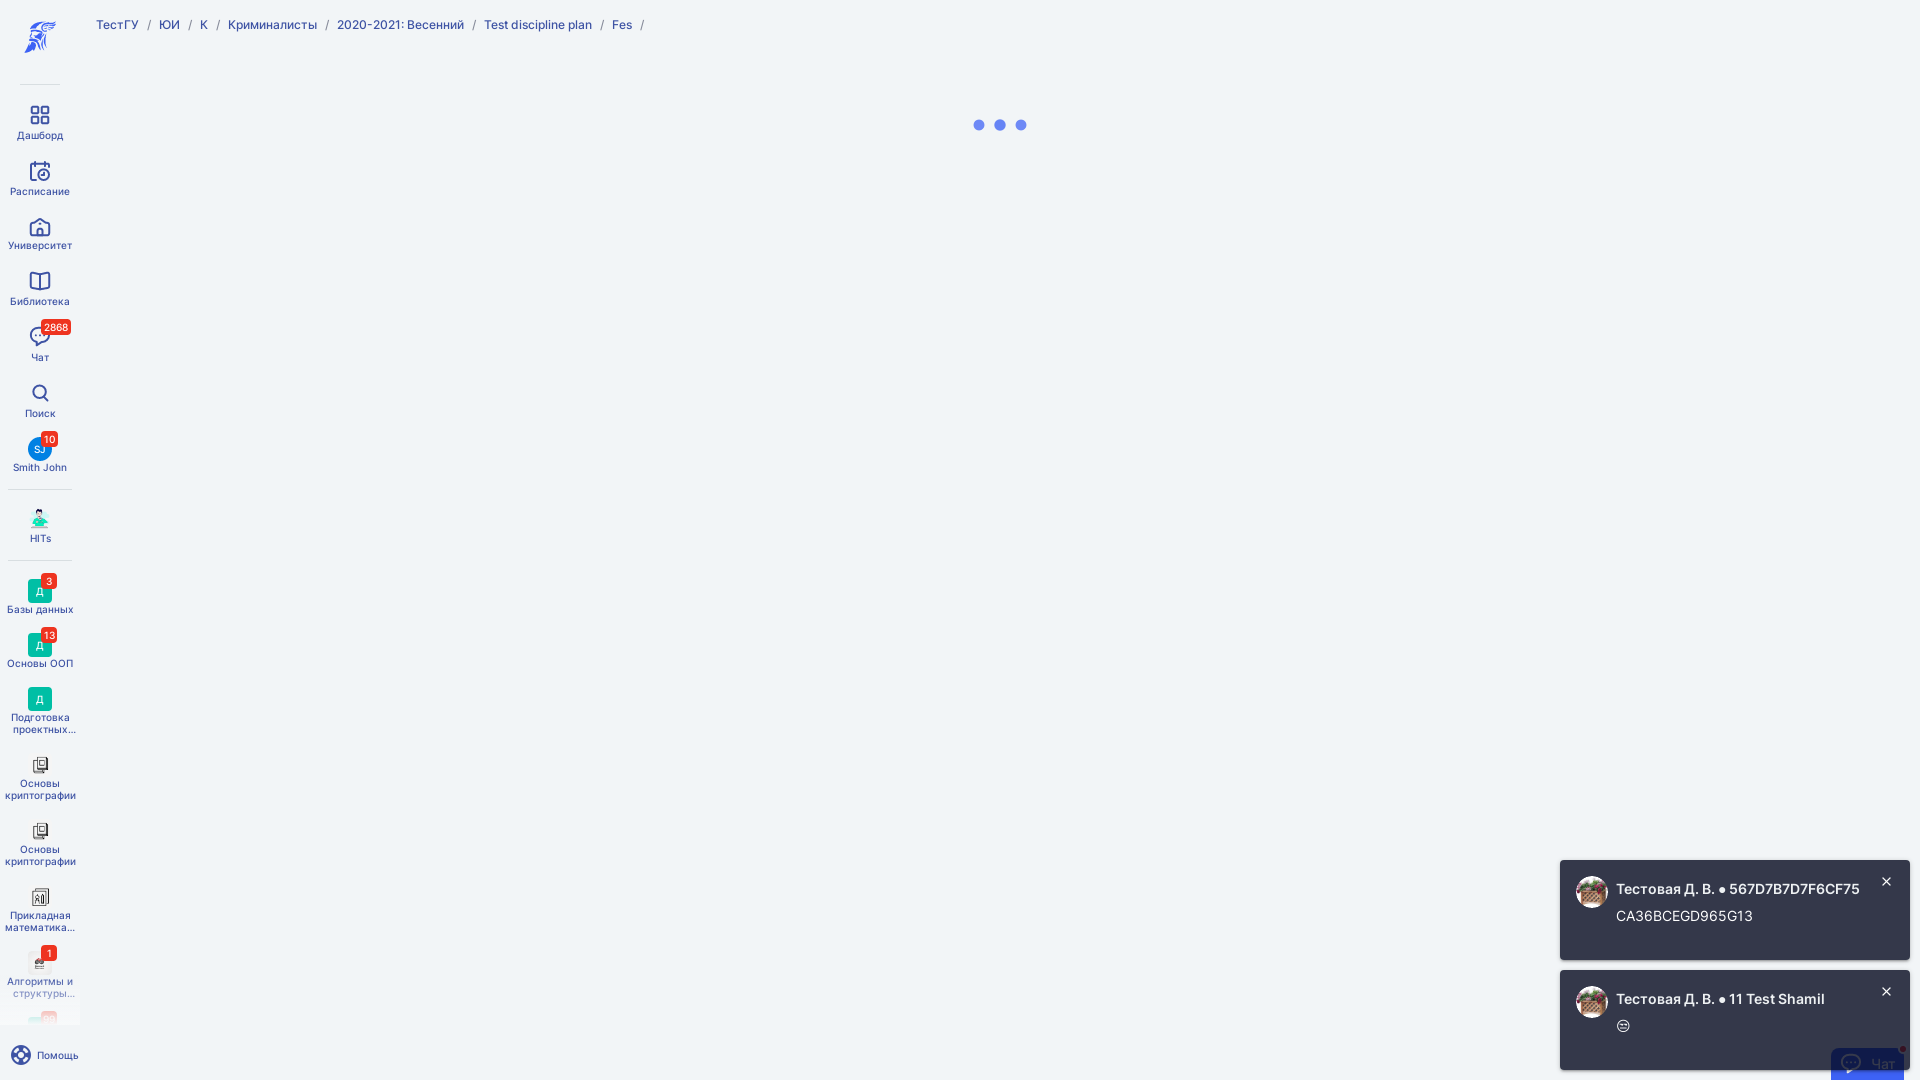 ТестГУ / ЮИ / К / Криминалисты / 2020-2021: Весенний / Test discipline plan / Fes /
Дашборд
Расписание
Университет
Библиотека
2868
Чат
Поиск
10
SJ
Smith John
HITs
3
Д
Базы данных
13
Д
Основы ООП
Д
Подготовка
проектных...
Основы
криптографии
Основы
криптографии
Прикладная
математика...
1
Алгоритмы и
структуры...
Помощь
Тестовая Д. В. ● 567D7B7D7F6CF75
CA36BCEGD965G13
Тестовая Д. В. ● 11 Test Shamil
Чат